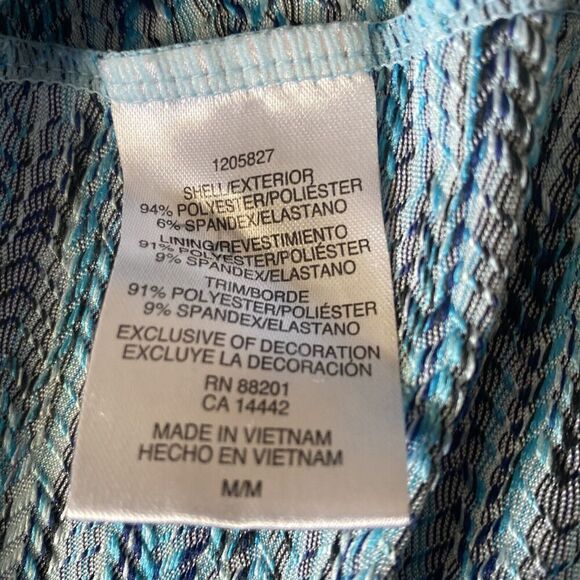 1205827
SHELL/EXTERIOR
94% POLYESTER/POLIÉSTER
6% SPANDEX/ELASTANO
LINING/REVESTIMIENTO
91% POLYESTER/POLIÉSTER
9% SPANDEX/ELASTANO
TRIM/BORDE
91% POLYESTER/POLIÉSTER
9% SPANDEX/ELASTANO
EXCLUSIVE OF DECORATION
EXCLUYE LA DECORACIÓN
RN 88201
CA 14442
MADE IN VIETNAM
HECHO EN VIETNAM
M/M